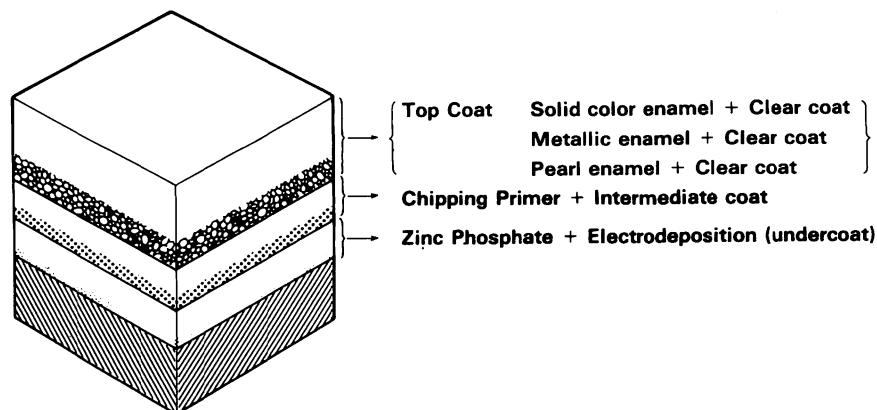 Top Coat Solid color enamel + Clear coat
Metallic enamel + Clear coat
Pearl enamel + Clear coat
Chipping Primer + Intermediate coat
Zinc Phosphate + Electrodeposition (undercoat)